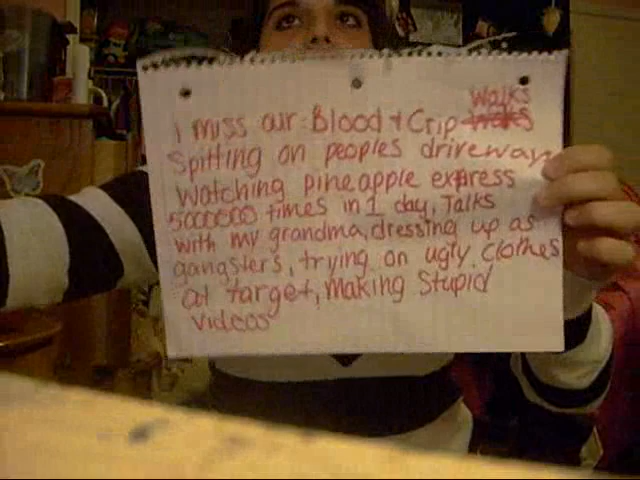 Walks
I miss our Blood + Crip
Spitting on peoples driveways
Watching pineapple express
5000000 times in 1 day, Talks
with my grandma, dressing up as
gangsters, trying on ugly clothes
at target, making Stupid
videos